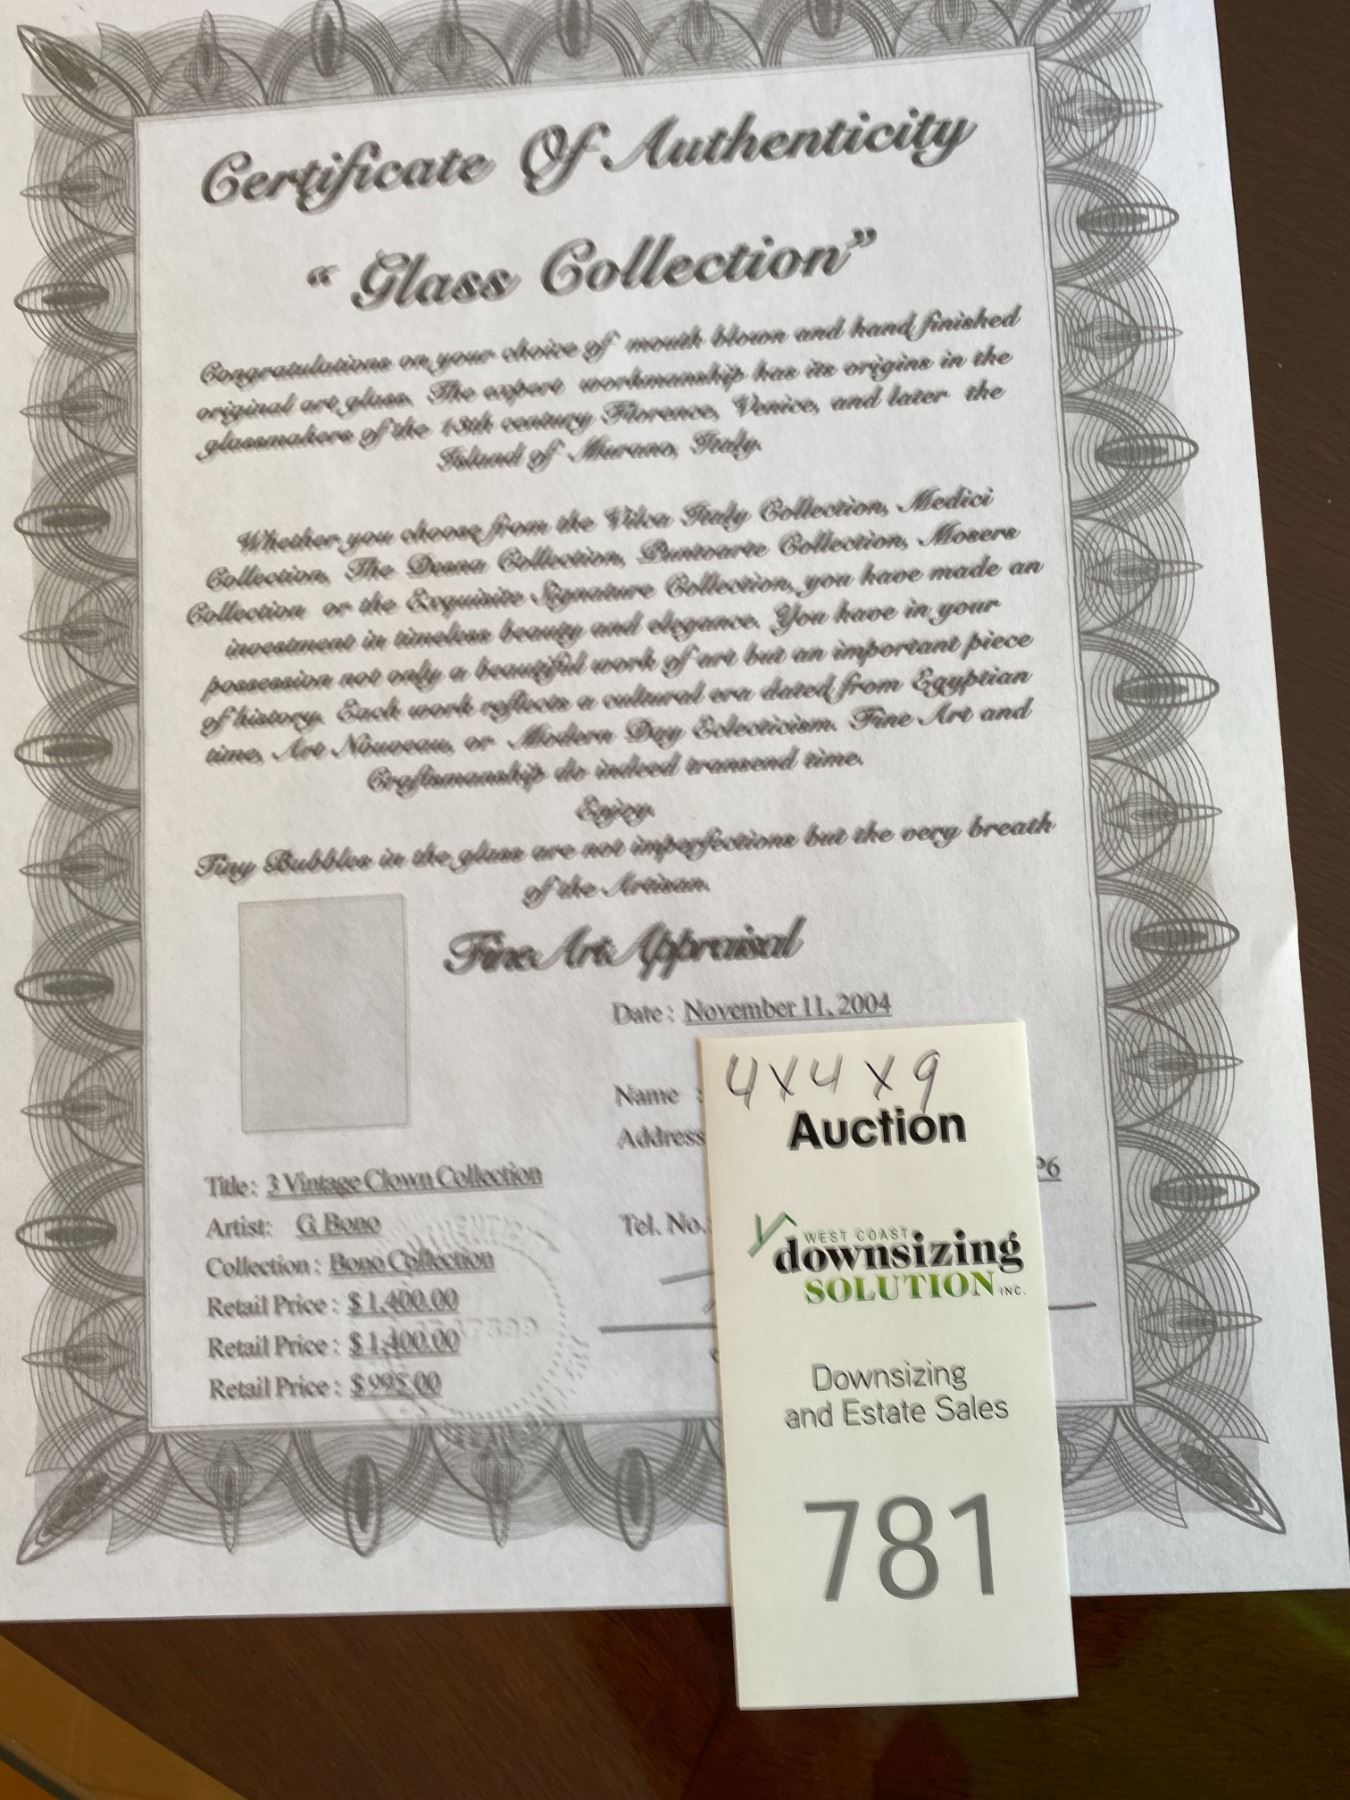 Certificate Of Authenticity
“ Glass Collection”
Congratulations on your choice of mouth blown and hand finished
original art glass. The expert workmanship has its origins in the
glassmakers of the 13th century Florence, Venice, and later the
Island of Murano, Italy.
Whether you choose from the Vilca Italy Collection, Medici
Collection, The Desna Collection, Puntoarte Collection, Mosers
Collection or the Exquisite Signature Collection, you have made an
investment in timeless beauty and elegance. You have in your
possession not only a beautiful work of art but an important piece
of history. Each work reflects a cultural era dated from Egyptian
time, Art Nouveau, or Modern Day Eclecticism. Fine Art and
Craftsmanship do indeed transend time.
Enjoy.
Tiny Bubbles in the glass are not imperfections but the very breath
of the Artisan.
Fine Art Appraisal
Date : November 11, 2004
Name :
Address
P6
Tel. No.
Title : 3 Vintage Clown Collection
Artist: G. Bono
Collection : Bono Collection
Retail Price : $ 1,400.00
Retail Price : $ 1,400.00
Retail Price : $ 995.00
4 X 4 X 9
Auction
WEST COAST
downsizing
SOLUTION INC.
Downsizing
and Estate Sales
781